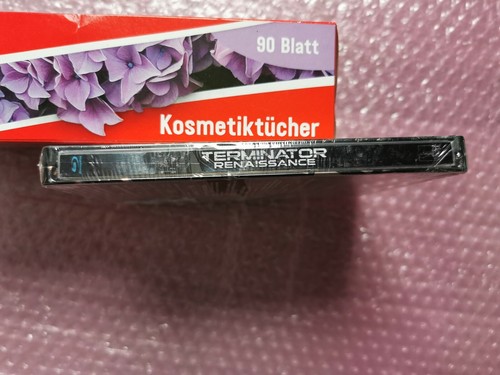 90 Blatt
Kosmetiktücher
TERMINATOR
RENAISSANCE